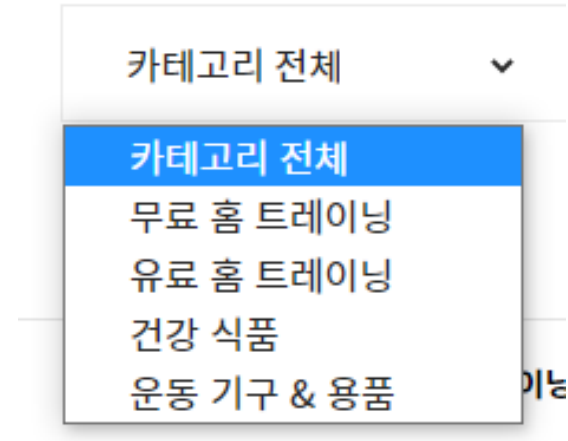 카테고리 전체
카테고리 전체
무료 홈 트레이닝
유료 홈 트레이닝
건강 식품
운동 기구 & 용품